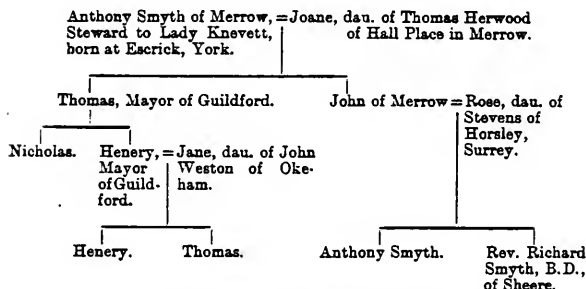 Anthony Smyth of Merrow, = Joane, dau. of Thomas Herwood
Steward to Lady Knevett, of Hall Place in Merrow.
born at Escrick, York.
Thomas, Mayor of Guildford. John of Merrow = Rose, dau. of
Stevens of
Horsley,
Surrey.
Nicholas. Henery, = Jane, dau. of John
Mayor Weston of Oke-
of Guild- ham.
ford.
Henery. Thomas. Anthony Smyth. Rev. Richard
Smyth, B.D.,
of Sheere.